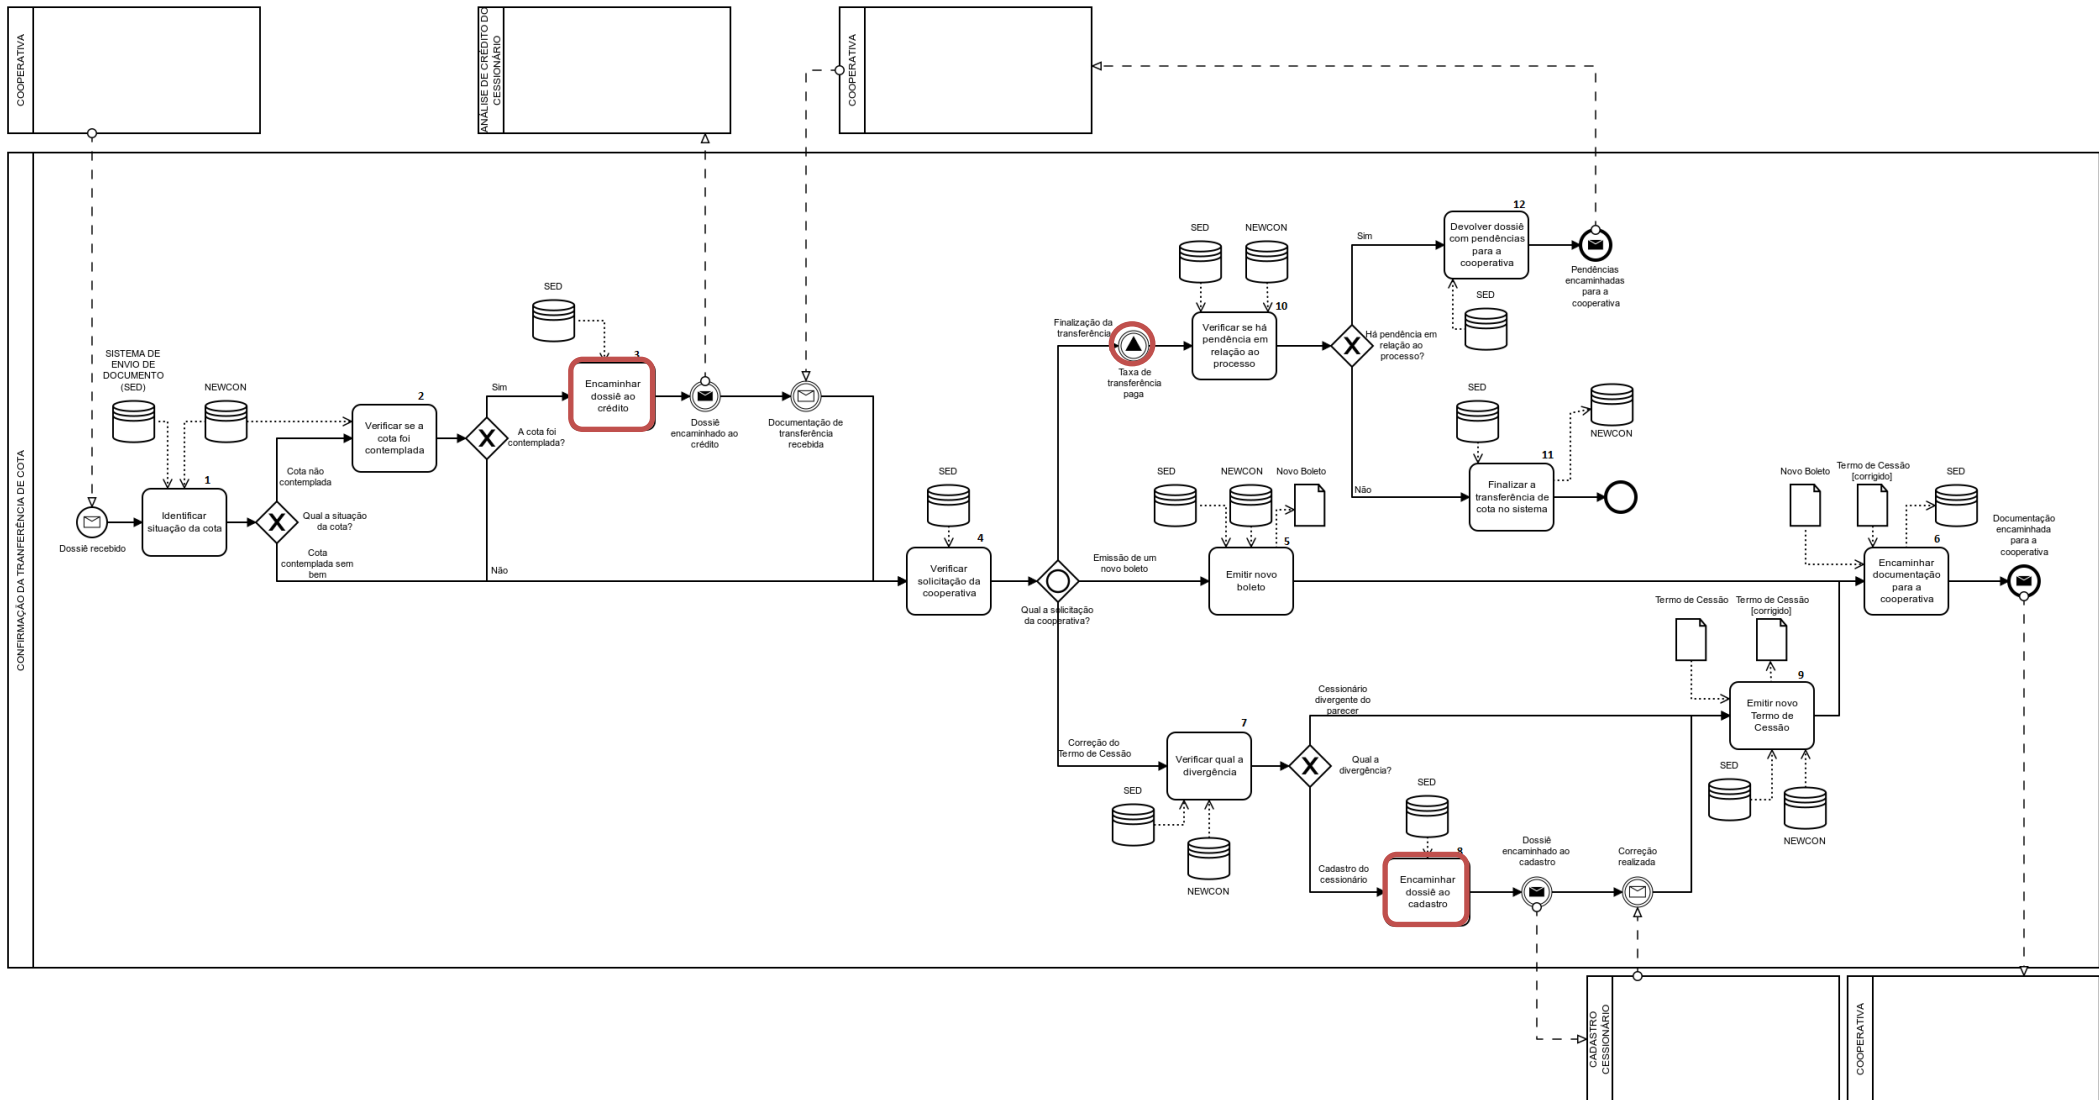 COOPERATIVA
ANÁLISE DE CRÉDITO DO
CESSIONÁRIO
COOPERATIVA
CONFIRMAÇÃO DA TRANFERÊNCIA DE COTA
Dossiê recebido
SISTEMA DE
ENVIO DE
DOCUMENTO
(SED)
NEWCON
1
Identificar
situação da cota
Qual a situação
da cota?
Cota não
contemplada
Cota
contemplada sem
bem
2
Verificar se a
cota foi
contemplada
A cota foi
contemplada?
Sim
Não
SED
3
Encaminhar
dossiê ao
crédito
Dossiê
encaminhado ao
crédito
Documentação de
transferência
recebida
SED
4
Verificar
solicitação da
cooperativa
Qual a solicitação
da cooperativa?
Finalização da
transferência
Taxa de
transferência
paga
SED
NEWCON
10
Verificar se há
pendência em
relação ao
processo
Há pendência em
relação ao
processo?
Sim
Não
12
Devolver dossiê
com pendências
para a
cooperativa
SED
Pendências
encaminhadas
para a
cooperativa
SED
11
Finalizar a
transferência de
cota no sistema
NEWCON
Emissão de um
novo boleto
SED
NEWCON
Novo Boleto
5
Emitir novo
boleto
Novo Boleto
Termo de Cessão
[corrigido]
SED
6
Encaminhar
documentação
para a
cooperativa
Documentação
encaminhada
para a
cooperativa
Correção do
Termo de Cessão
7
Verificar qual a
divergência
SED
NEWCON
Qual a
divergência?
Cessionário
divergente do
parecer
Cadastro do
cessionário
SED
8
Encaminhar
dossiê ao
cadastro
Dossiê
encaminhado ao
cadastro
Correção
realizada
Termo de Cessão
Termo de Cessão
[corrigido]
9
Emitir novo
Termo de
Cessão
SED
NEWCON
CADASTRO
CESSIONÁRIO
COOPERATIVA